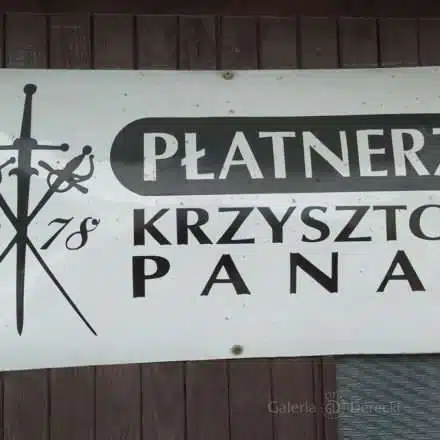 PŁATNERZ
78
KRZYSZTO
PANA
Galeria Derecki